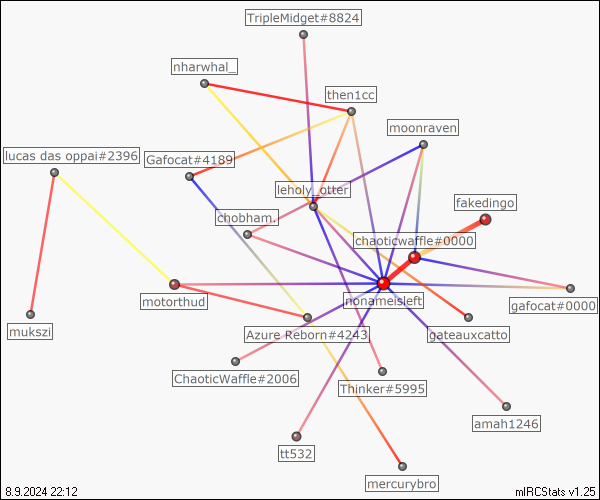 TripleMidget#8824
nharwhal_
then1cc
moonraven
lucas das oppai#2396
Gafocat#4189
leholy_otter
fakedingo
chobham.
chaoticwaffle#0000
motorthud
nonameisleft
gafocat#0000
mukszi
Azure Reborn#4243
gateauxcatto
ChaoticWaffle#2006
Thinker#5995
amah1246
tt532
mercurybro
8.9.2024 22:12
mIRCStats v1.25